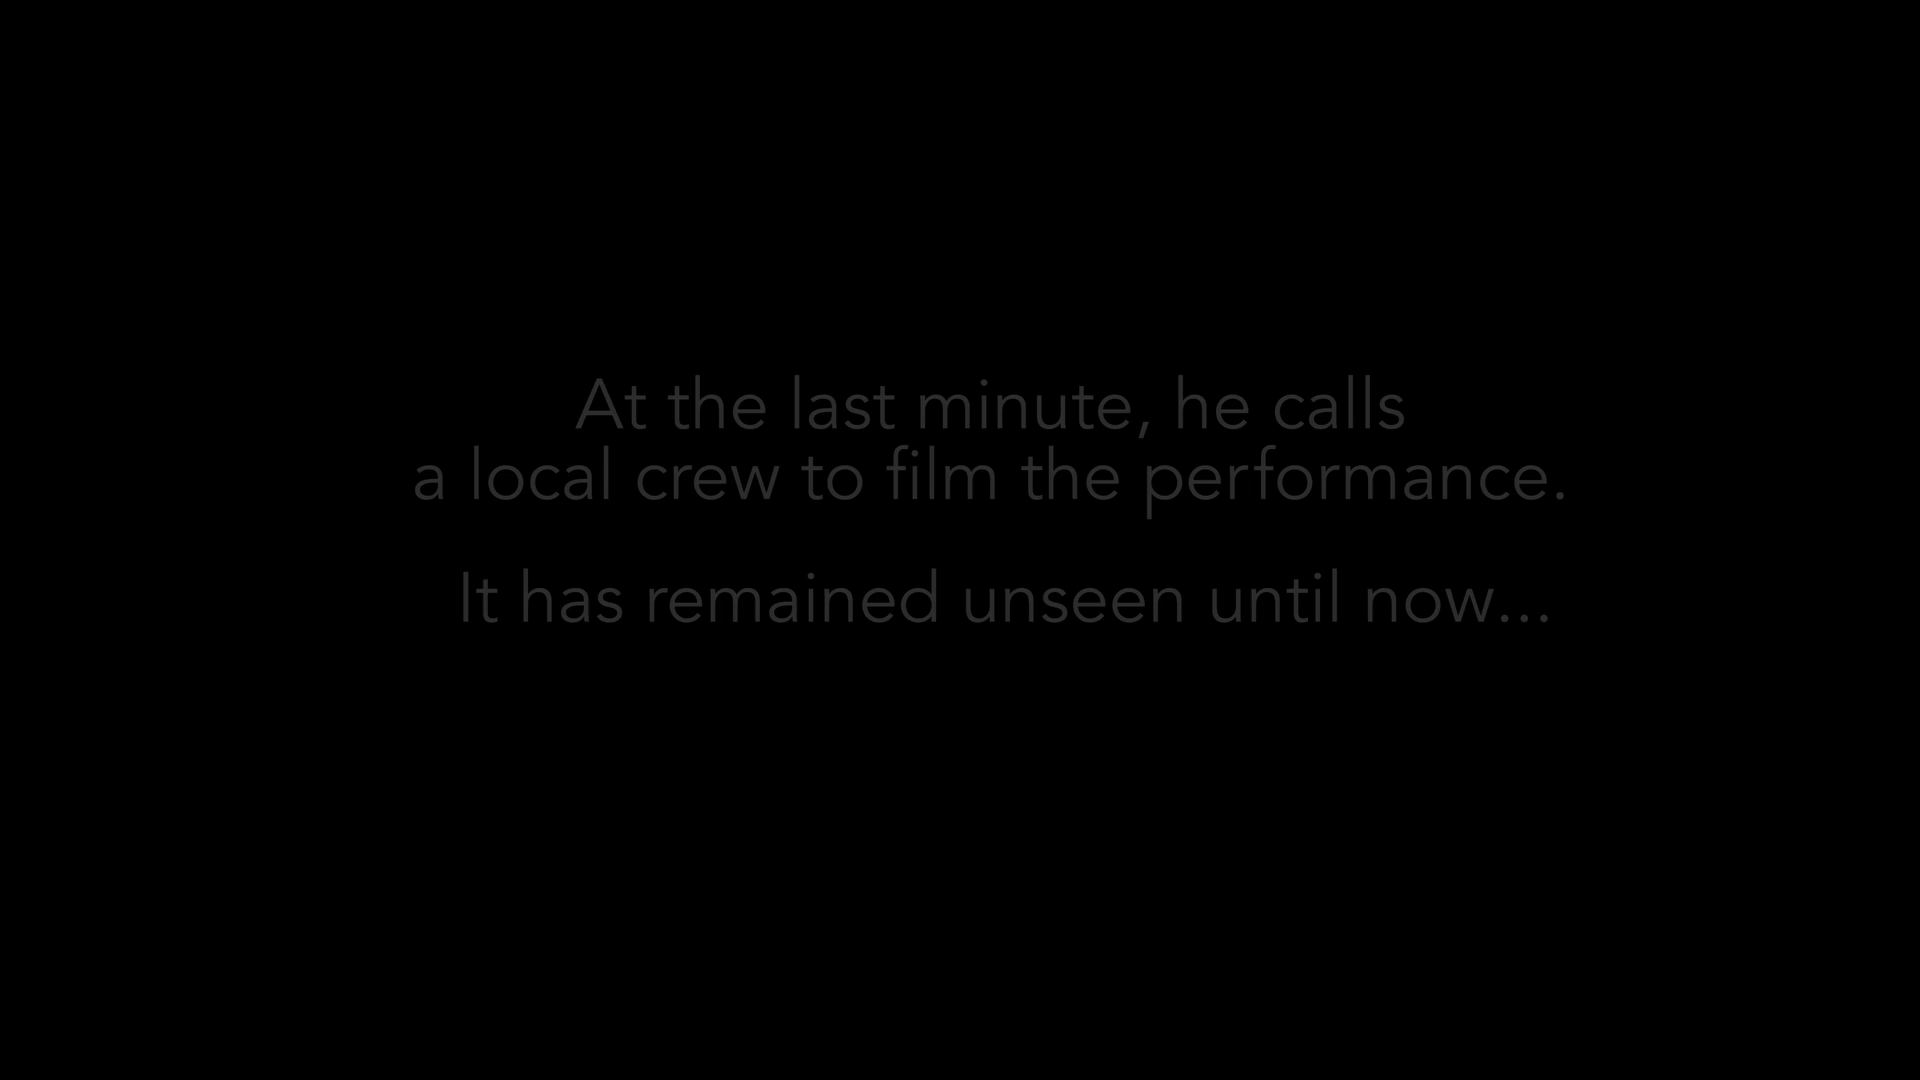 At the last minute, he calls
a local crew to film the performance.
It has remained unseen until now...